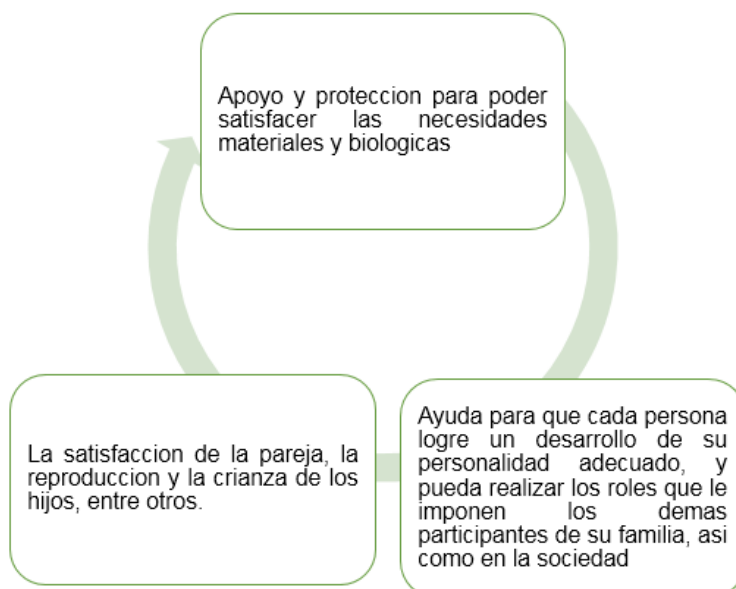 Apoyo y proteccion para poder
satisfacer las necesidades
materiales y biologicas
Ayuda para que cada persona
logre un desarrollo de su
personalidad adecuado, y
pueda realizar los roles que le
imponen los demas
participantes de su familia, asi
como en la sociedad
La satisfaccion de la pareja, la
reproduccion y la crianza de los
hijos, entre otros.